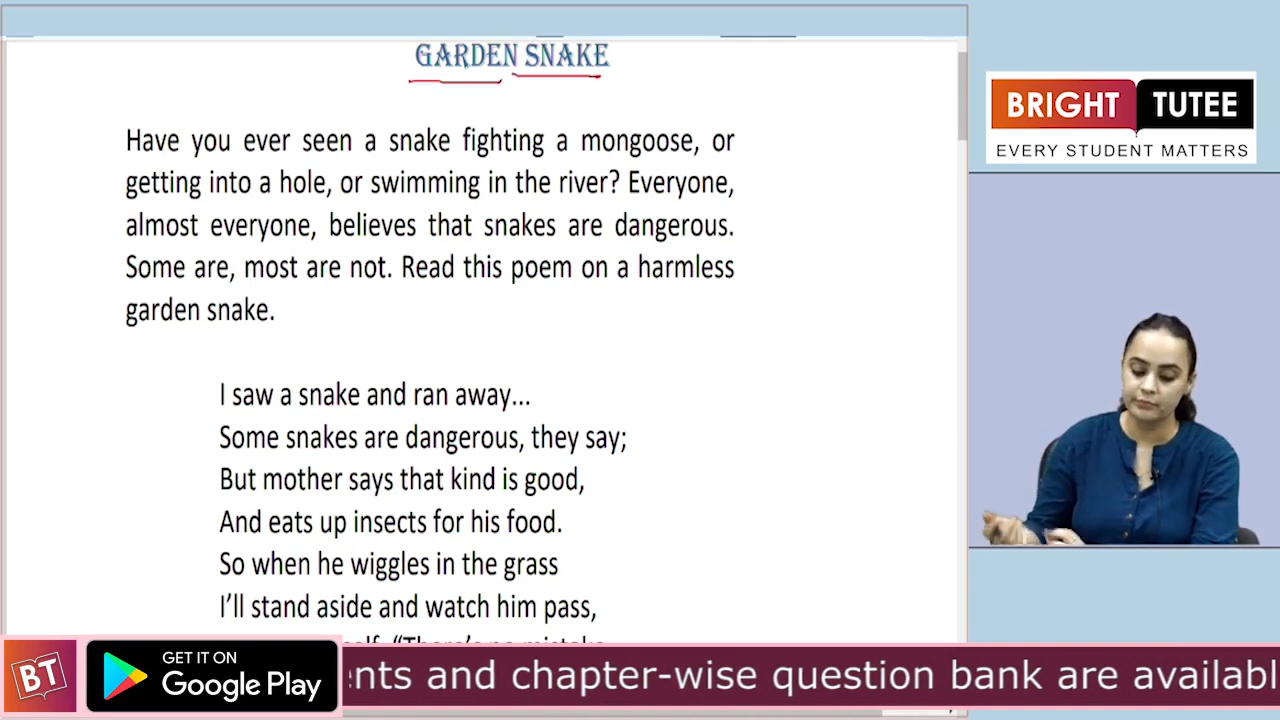 GARDEN SNAKE
Have you ever seen a snake fighting a mongoose, or
getting into a hole, or swimming in the river? Everyone,
almost everyone, believes that snakes are dangerous.
Some are, most are not. Read this poem on a harmless
garden snake.
I saw a snake and ran away...
Some snakes are dangerous, they say;
But mother says that kind is good,
And eats up insects for his food.
So when he wiggles in the grass
I’ll stand aside and watch him pass,
“There’s no mistake
BRIGHT TUTEE
EVERY STUDENT MATTERS
BT
GET IT ON
Google Play
and chapter-wise question bank are